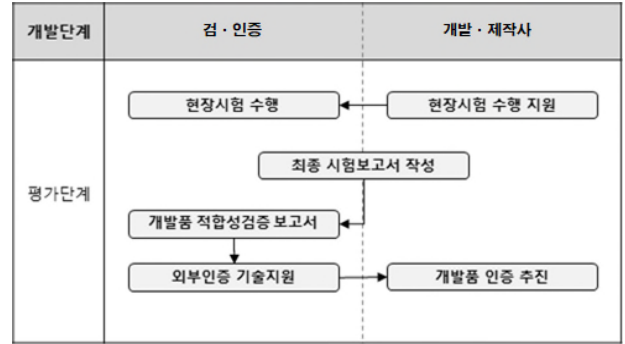 개발단계
검 · 인증
개발 · 제작사
평가단계
현장시험 수행
현장시험 수행 지원
최종 시험보고서 작성
개발품 적합성검증 보고서
외부인증 기술지원
개발품 인증 추진